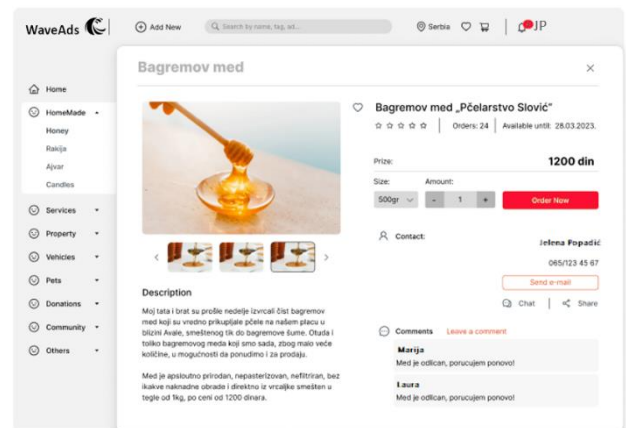 WaveAds
Add New
Search by name, tag, ad...
Serbia
JP
Bagremov med
Home
HomeMade
Honey
Rakija
Ajvar
Candles
Services
Property
Vehicles
Pets
Donations
Community
Others
Bagremov med „Pčelarstvo Slović“
Orders: 24
Available until: 28.03.2023.
Prize:
1200 din
Size:
Amount:
500gr
-
1
+
Order Now
Contact:
Jelena Popadić
065/123 45 67
Send e-mail
Chat
Share
Description
Moj tata i brat su prošle nedelje izvrcali čist bagremov
med koji su vredno prikupljale pčele na našem placu u
blizini Avale, smeštenog tik do bagremove šume. Otuda i
toliko bagremovog meda koji smo sada, zbog malo veće
količine, u mogućnosti da ponudimo i za prodaju.
Med je apsloutno prirodan, nepasterizovan, nefiltriran, bez
ikakve naknadne obrade i direktno iz vrcaljke smešten u
tegle od 1kg, po ceni od 1200 dinara.
Comments
Leave a comment
Marija
Med je odlican, porucujem ponovo!
Laura
Med je odlican, porucujem ponovo!